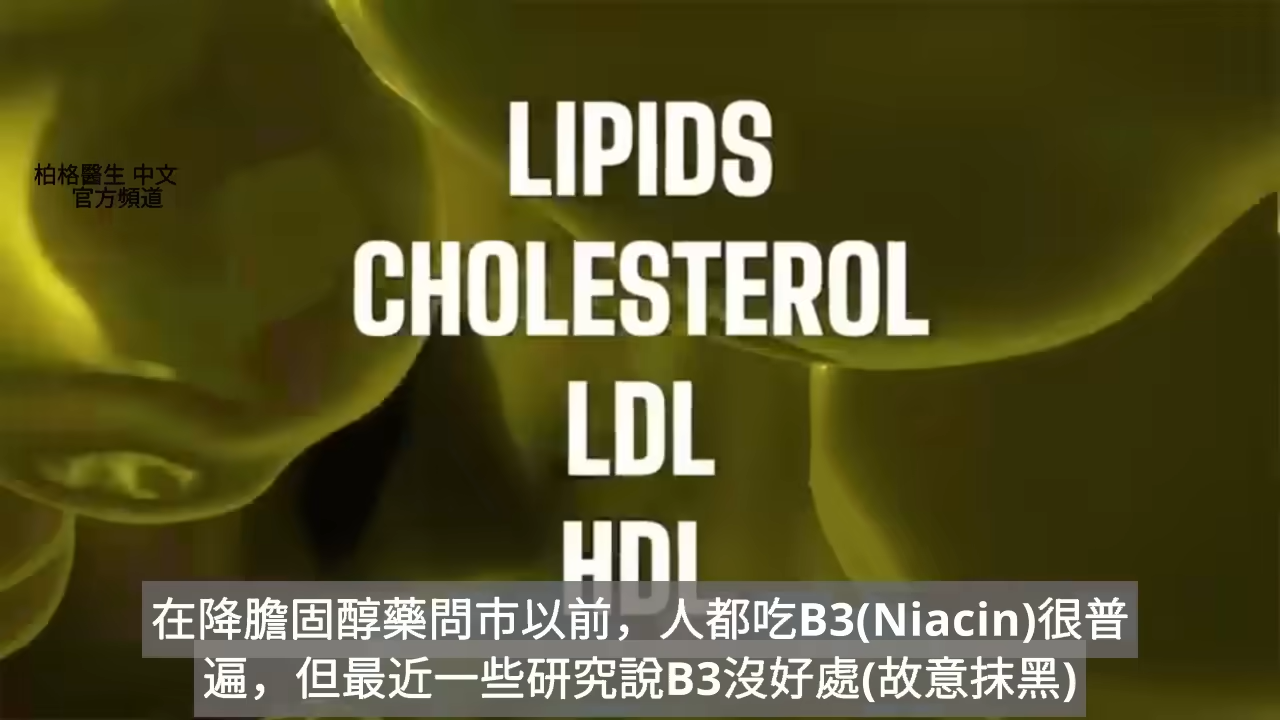 LIPIDS
柏格醫生 中文
官方頻道
CHOLESTEROL
LDL
HDL
在降膽固醇藥問市以前，人都吃B3(Niacin)很普
遍，但最近一些研究說B3沒好處(故意抹黑)